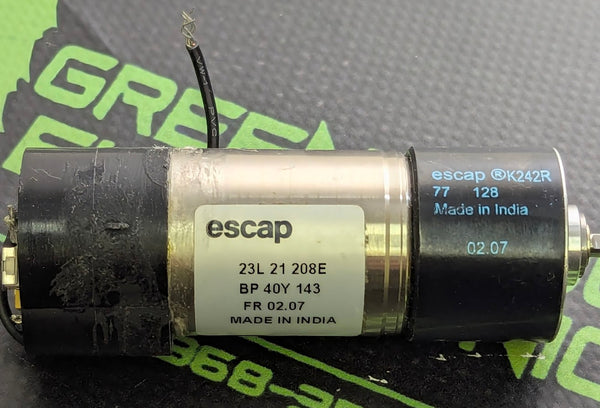 GREEN
escap
23L 21 208E
BP 40Y 143
FR 02.07
MADE IN INDIA
escap ®K242R
77 128
Made in India
02.07